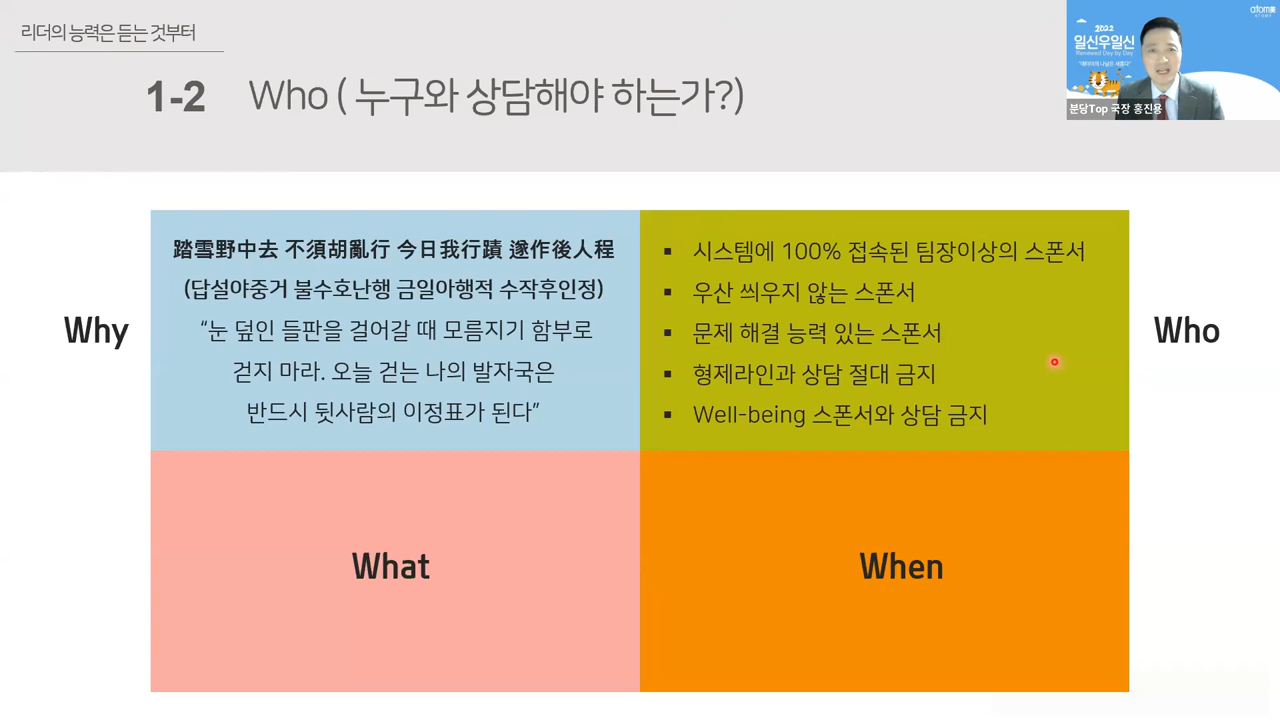 리더의 능력은 듣는 것부터
1-2 Who ( 누구와 상담해야 하는가?)
atom美
ATOMY
2022
일신우일신
Renewed Day by Day
분당Top 국장 홍진용
Why
踏雪野中去 不須胡亂行 今日我行蹟 遂作後人程
(답설야중거 불수호난행 금일아행적 수작후인정)
“눈 덮인 들판을 걸어갈 때 모름지기 함부로
걷지 마라. 오늘 걷는 나의 발자국은
반드시 뒷사람의 이정표가 된다”
▪ 시스템에 100% 접속된 팀장이상의 스폰서
▪ 우산 씌우지 않는 스폰서
▪ 문제 해결 능력 있는 스폰서
▪ 형제라인과 상담 절대 금지
▪ Well-being 스폰서와 상담 금지
Who
What
When